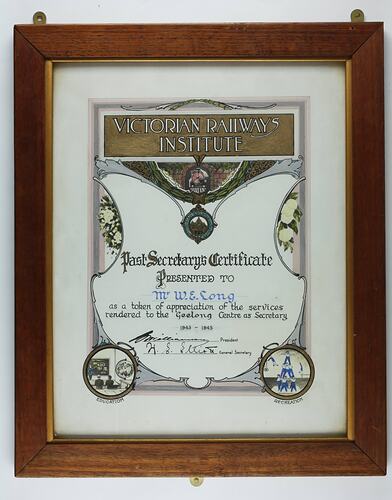 VICTORIAN RAILWAYS
INSTITUTE
Past Secretary's Certificate
PRESENTED TO
Mr W.E. Long
as a token of appreciation of the services
rendered to the Geelong Centre as Secretary
1943 - 1945
President
General Secretary
EDUCATION
RECREATION